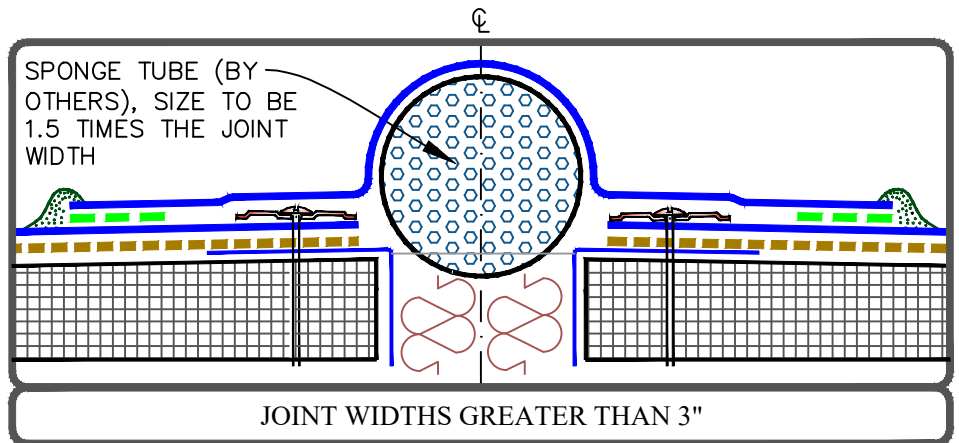 ℄
SPONGE TUBE (BY
OTHERS), SIZE TO BE
1.5 TIMES THE JOINT
WIDTH
JOINT WIDTHS GREATER THAN 3"